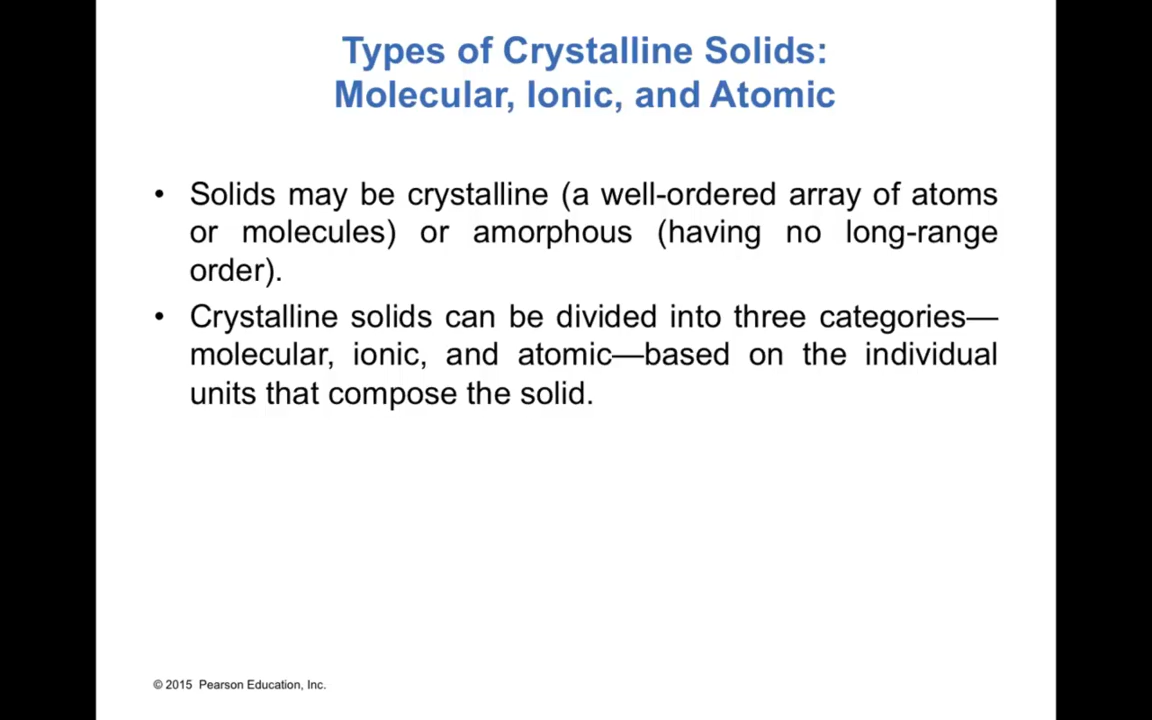 Types of Crystalline Solids:
Molecular, Ionic, and Atomic
• Solids may be crystalline (a well-ordered array of atoms
or molecules) or amorphous (having no long-range
order).
• Crystalline solids can be divided into three categories—
molecular, ionic, and atomic—based on the individual
units that compose the solid.
© 2015 Pearson Education, Inc.